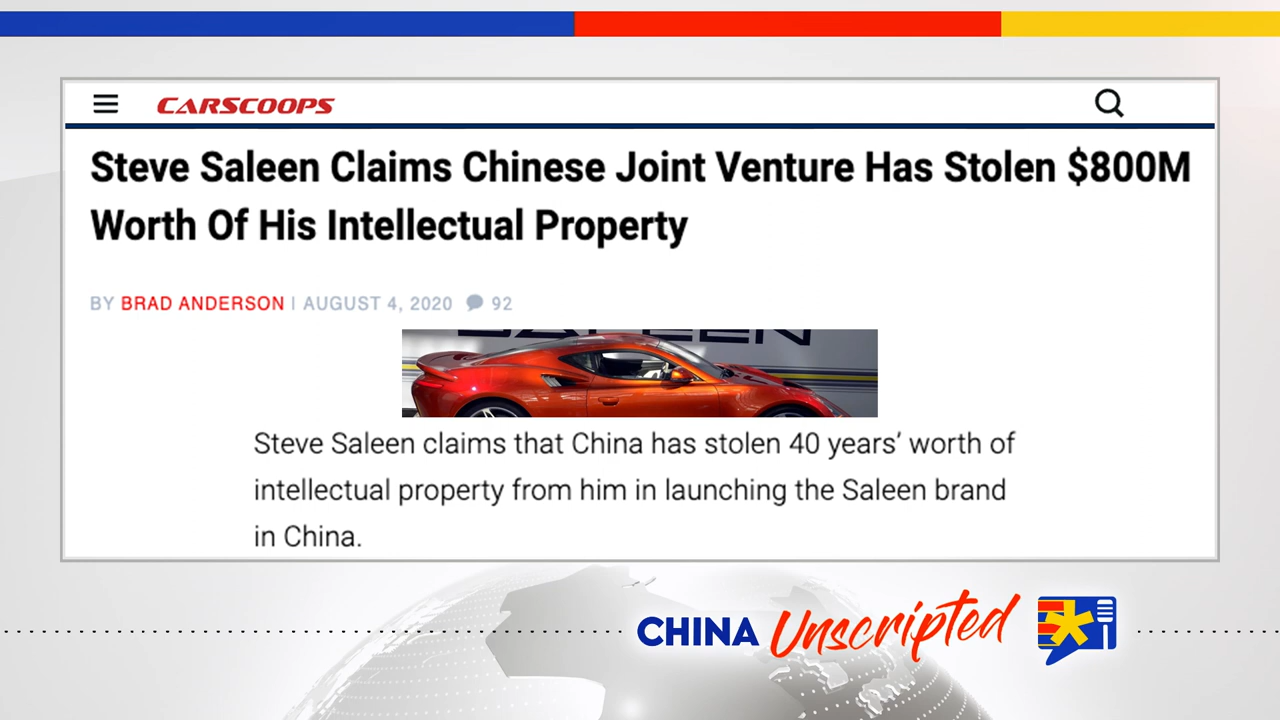 CARSCOOPS
Steve Saleen Claims Chinese Joint Venture Has Stolen $800M
Worth Of His Intellectual Property
BY BRAD ANDERSON | AUGUST 4, 2020 92
SALEEN
Steve Saleen claims that China has stolen 40 years’ worth of
intellectual property from him in launching the Saleen brand
in China.
CHINA Unscripted